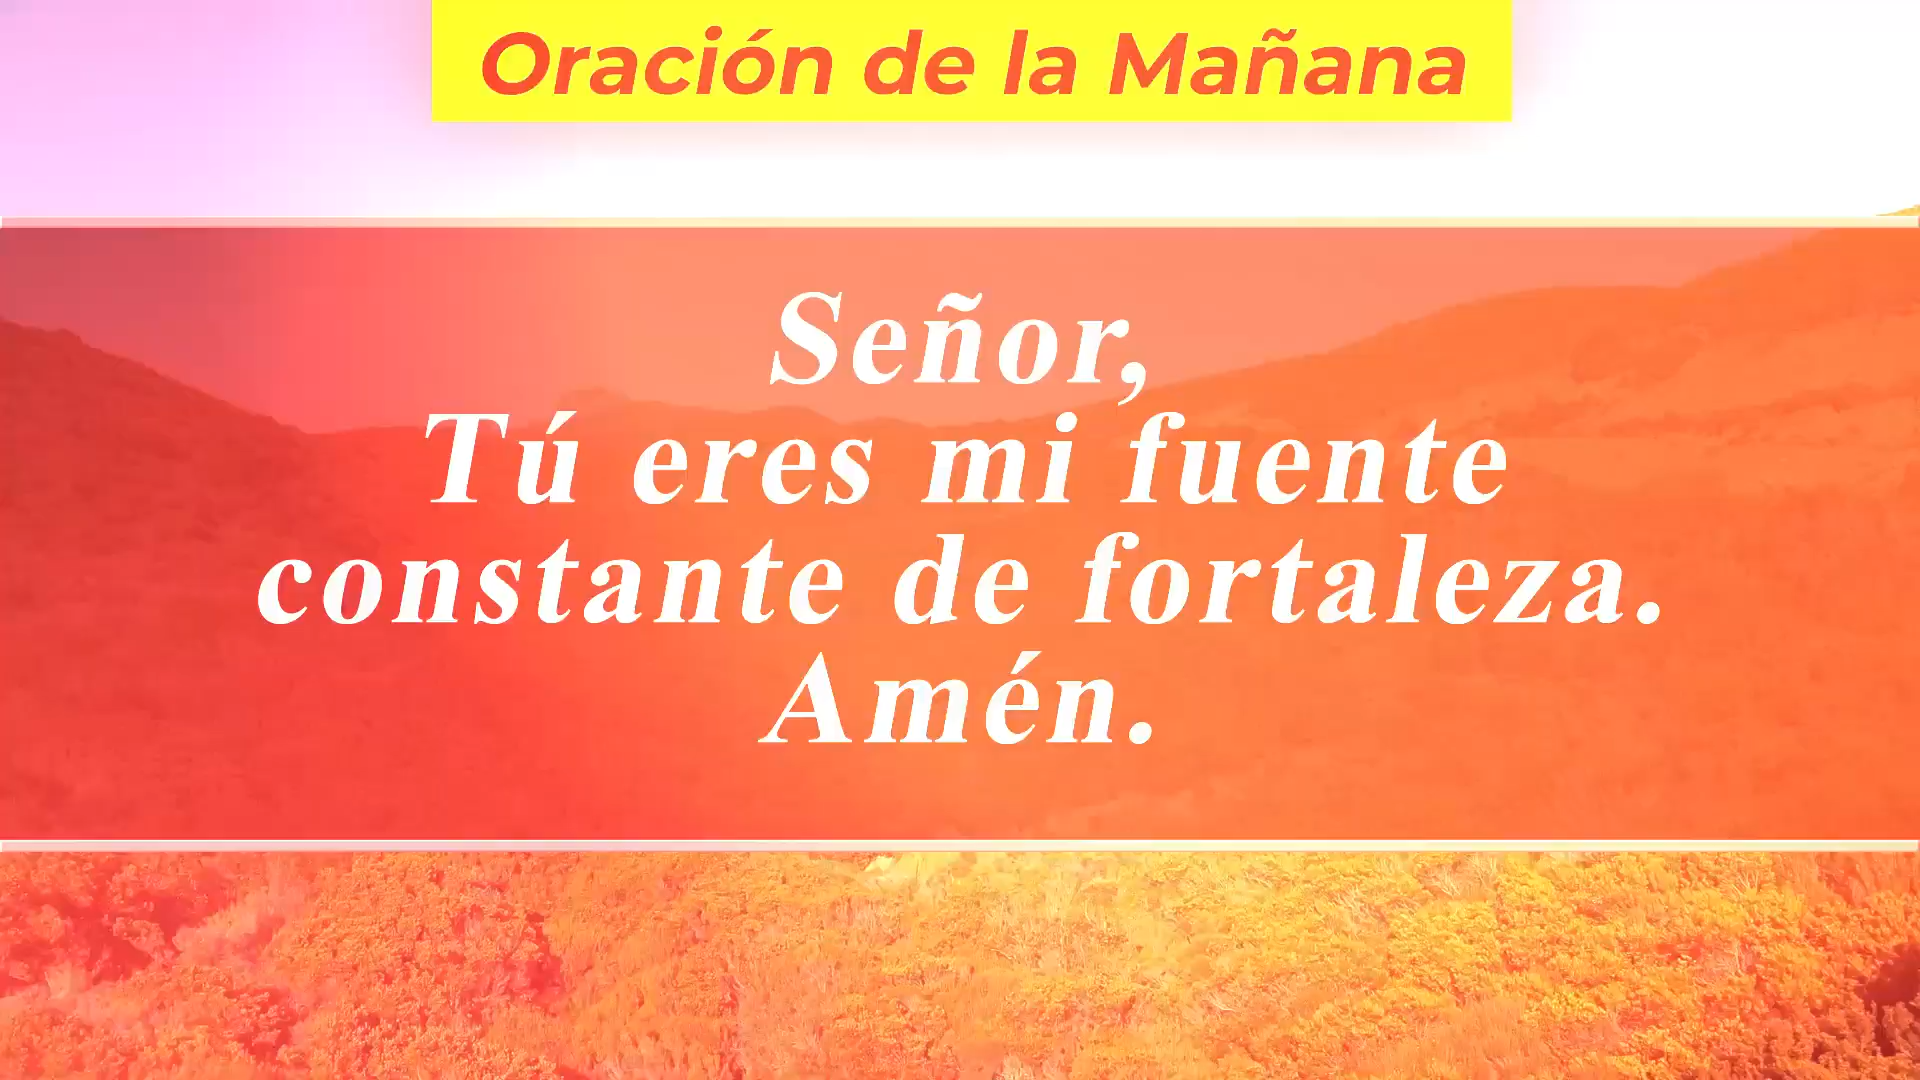 Oración de la Mañana
Señor,
Tú eres mi fuente
constante de fortaleza.
Amén.